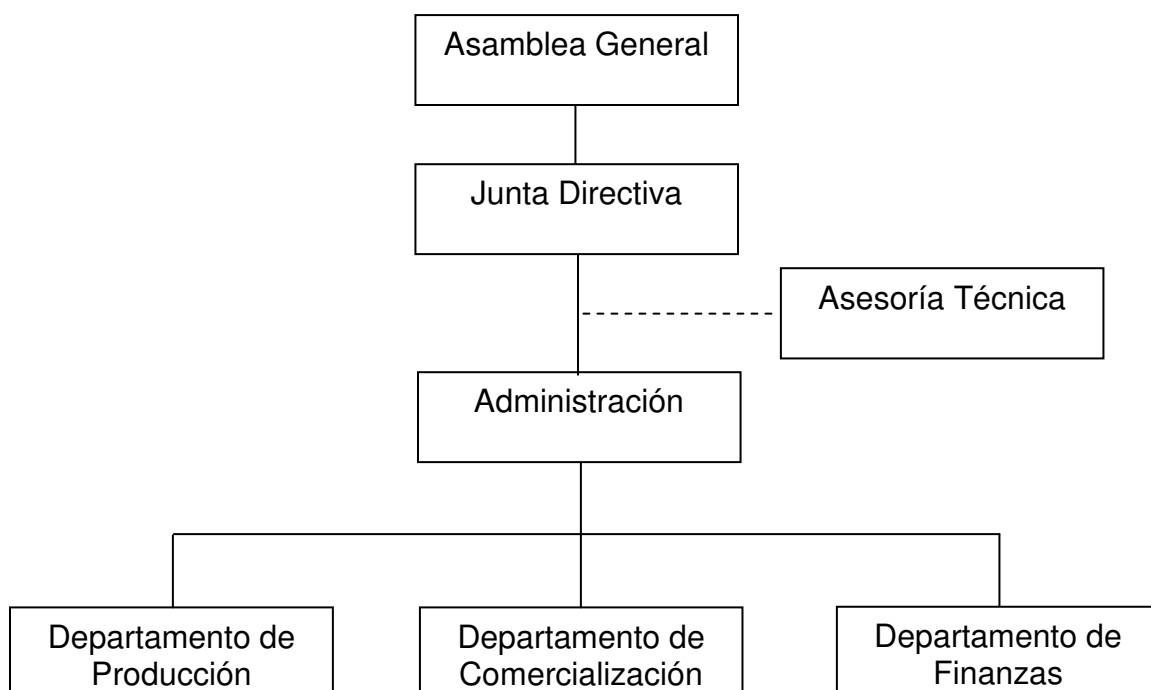 Asamblea General
Junta Directiva
Asesoría Técnica
Administración
Departamento de
Producción
Departamento de
Comercialización
Departamento de
Finanzas